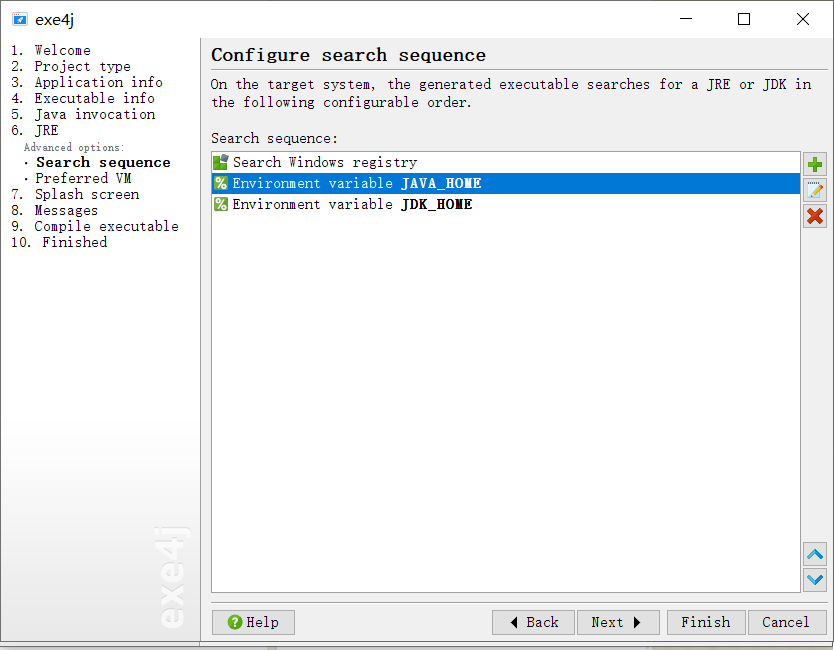 exe4j
1. Welcome
2. Project type
3. Application info
4. Executable info
5. Java invocation
6. JRE
Advanced options:
· Search sequence
· Preferred VM
7. Splash screen
8. Messages
9. Compile executable
10. Finished
exe4j
Configure search sequence
On the target system, the generated executable searches for a JRE or JDK in
the following configurable order.
Search sequence:
Search Windows registry
Environment variable JAVA_HOME
Environment variable JDK_HOME
Help
Back
Next
Finish
Cancel